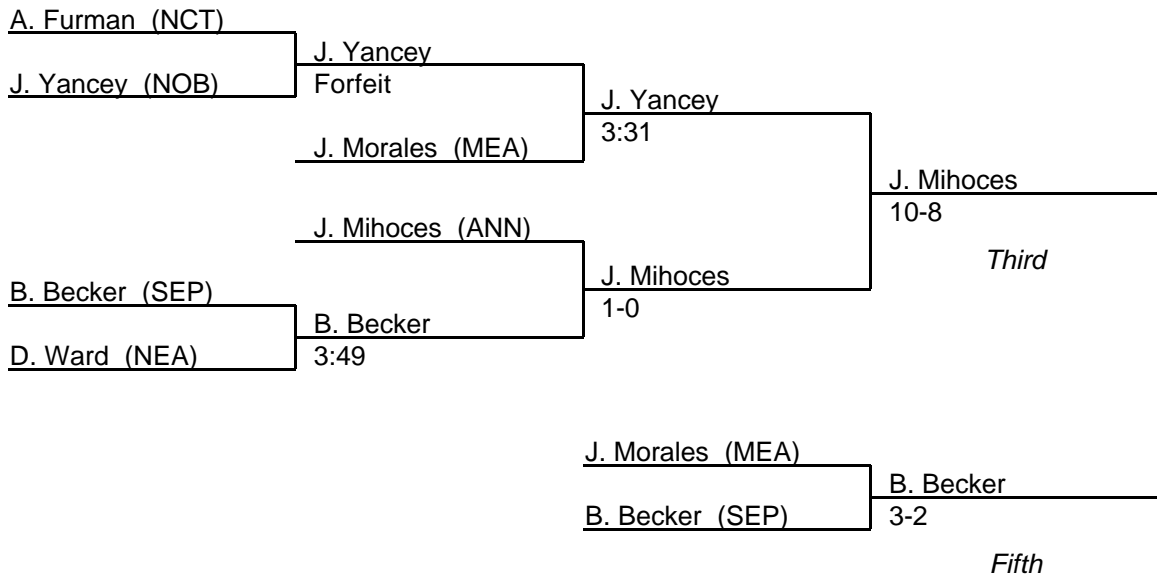 A. Furman (NCT)
J. Yancey
J. Yancey (NOB)
Forfeit
J. Yancey
3:31
J. Morales (MEA)
J. Mihoces
10-8
J. Mihoces (ANN)
Third
J. Mihoces
B. Becker (SEP)
1-0
B. Becker
D. Ward (NEA)
3:49
J. Morales (MEA)
B. Becker
B. Becker (SEP)
3-2
Fifth